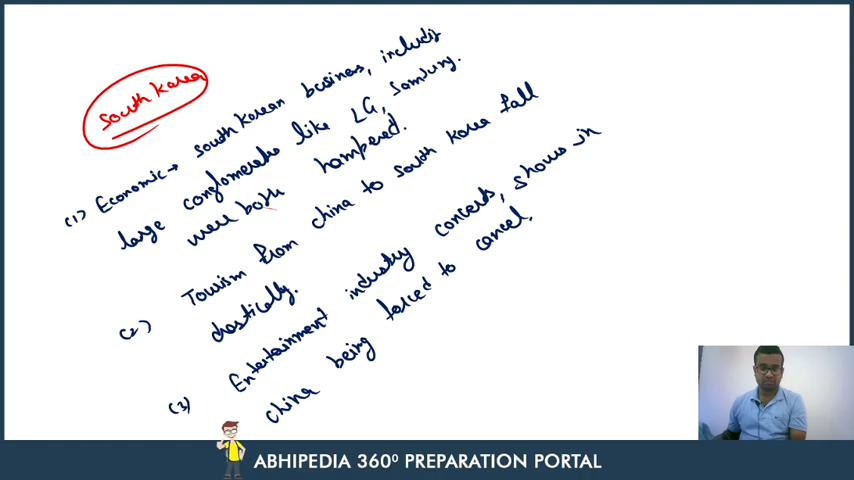 South Korea
(1) Economic → South Korean business, including
large conglomerates like LG, Samsung.
were both hampered.
(2) Tourism from China to South Korea fall
drastically.
(3) Entertainment industry concerts, shows in
China being forced to cancel.
ABHIPEDIA 360° PREPARATION PORTAL